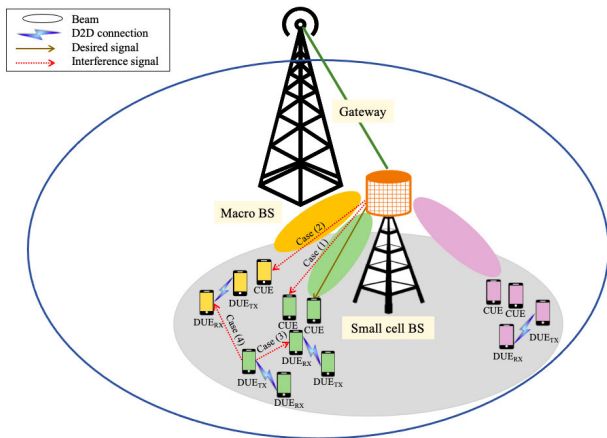 Beam
D2D connection
Desired signal
Interference signal
Gateway
Macro BS
Case (2)
Case (1)
CUE
DUETX
DUERX
CUE
CUE
Small cell BS
Case (4)
Case (3)
DUERX
DUETX
DUETX
DUERX
CUE
CUE
DUETX
DUERX